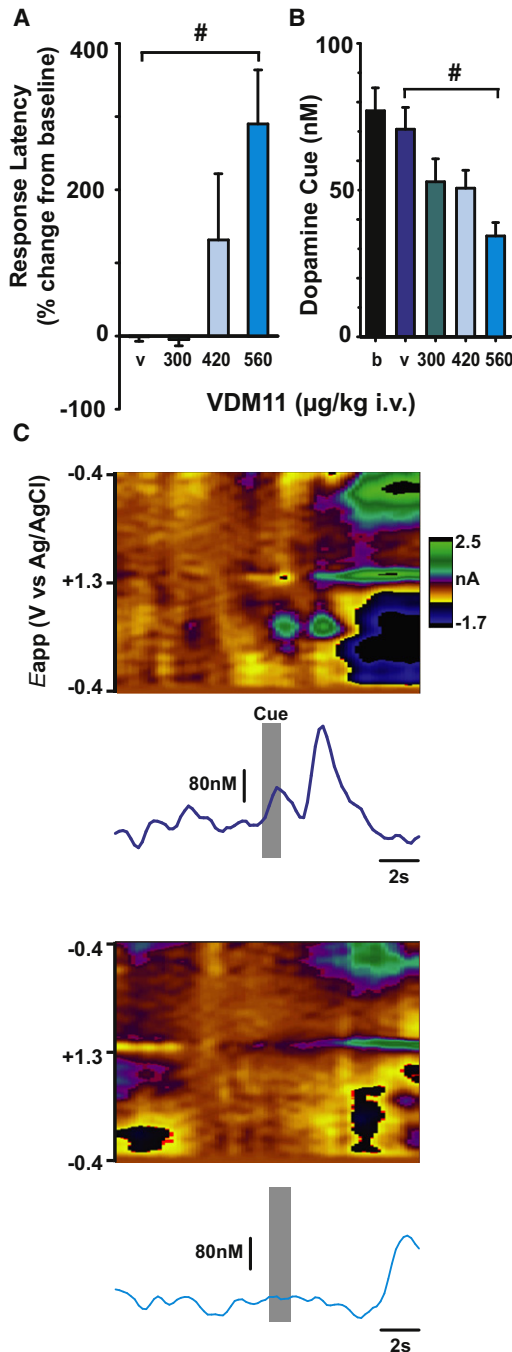 A
B
#
Response Latency
(% change from baseline)
400
200
0
-100
v 300 420 560
#
Dopamine Cue (nM)
100
50
0
b v 300 420 560
VDM11 (µg/kg i.v.)
C
Eapp (V vs Ag/AgCl)
-0.4
+1.3
-0.4
2.5
nA
-1.7
Cue
80nM
2s
-0.4
+1.3
-0.4
80nM
2s